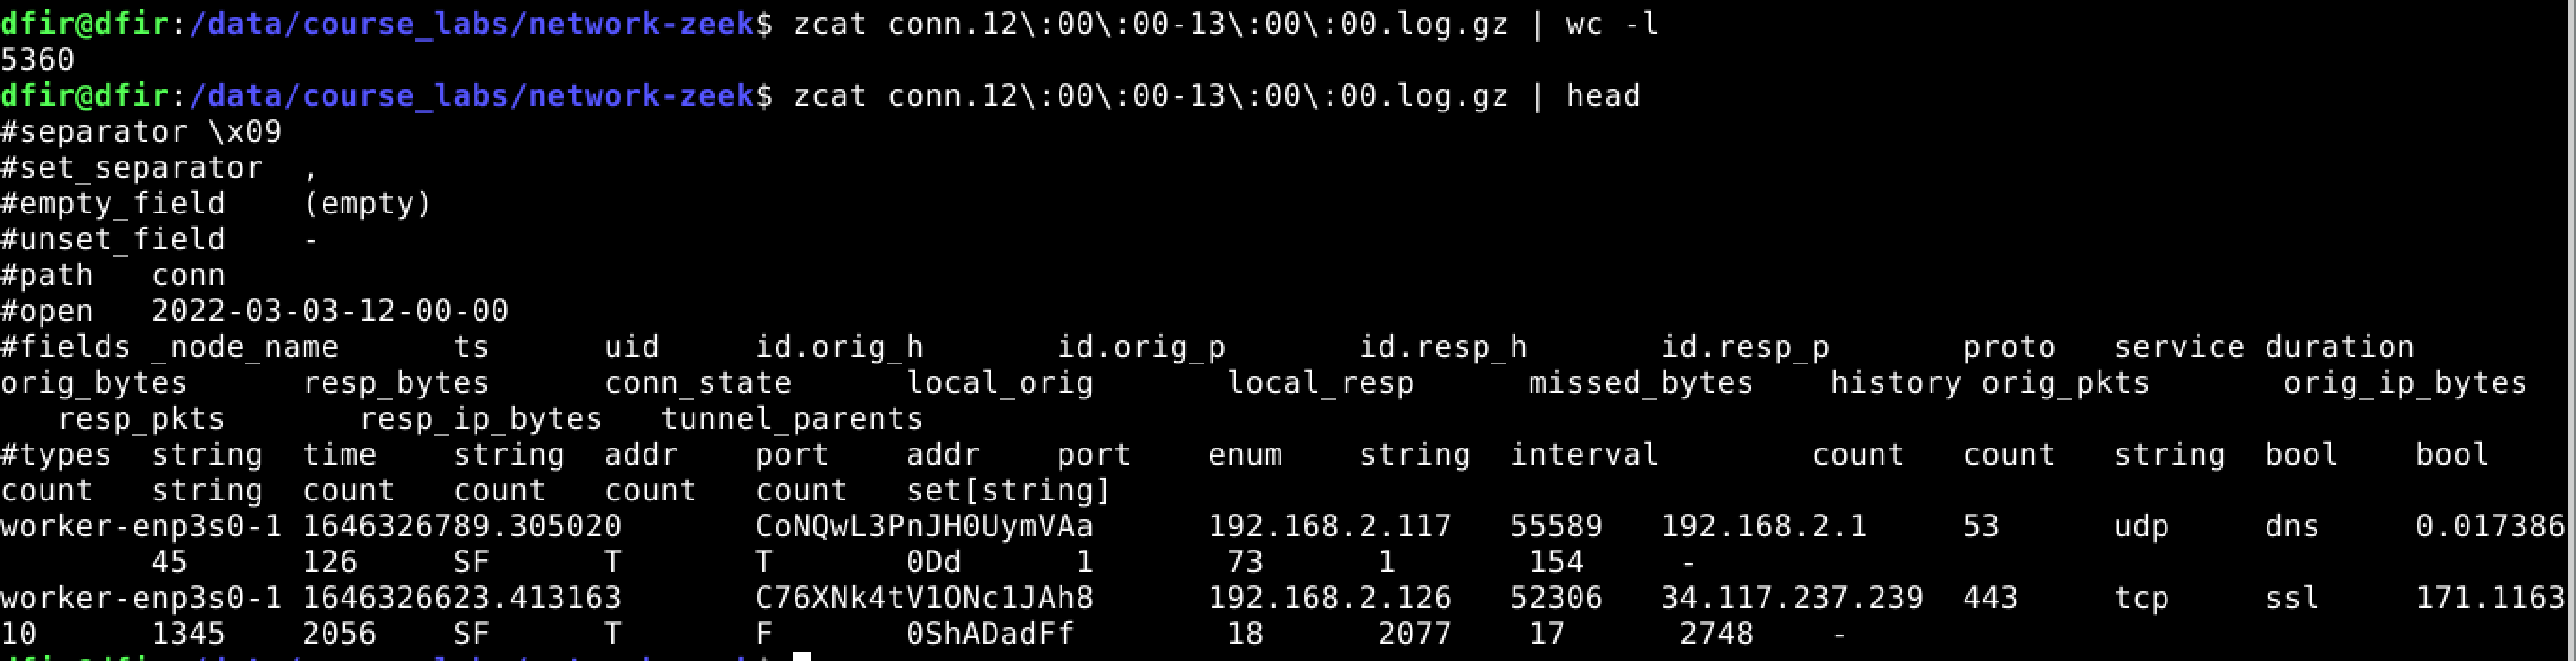 dfir@dfir:/data/course_labs/network-zeek$ zcat conn.12\:00\:00-13\:00\:00.log.gz | wc -l
5360
dfir@dfir:/data/course_labs/network-zeek$ zcat conn.12\:00\:00-13\:00\:00.log.gz | head
#separator \x09
#set_separator	,
#empty_field	(empty)
#unset_field	-
#path	conn
#open	2022-03-03-12-00-00
#fields	_node_name	ts	uid	id.orig_h	id.orig_p	id.resp_h	id.resp_p	proto	service	duration
orig_bytes	resp_bytes	conn_state	local_orig	local_resp	missed_bytes	history	orig_pkts	orig_ip_bytes
resp_pkts	resp_ip_bytes	tunnel_parents
#types	string	time	string	addr	port	addr	port	enum	string	interval	count	count	string	bool	bool
count	string	count	count	count	count	set[string]
worker-enp3s0-1	1646326789.305020	CoNQwL3PnJH0UymVAa	192.168.2.117	55589	192.168.2.1	53	udp	dns	0.017386
45	126	SF	T	T	0Dd	1	73	1	154	-
worker-enp3s0-1	1646326623.413163	C76XNk4tV1ONc1JAh8	192.168.2.126	52306	34.117.237.239	443	tcp	ssl	171.1163
10	1345	2056	SF	T	F	0ShADadFf	18	2077	17	2748	-